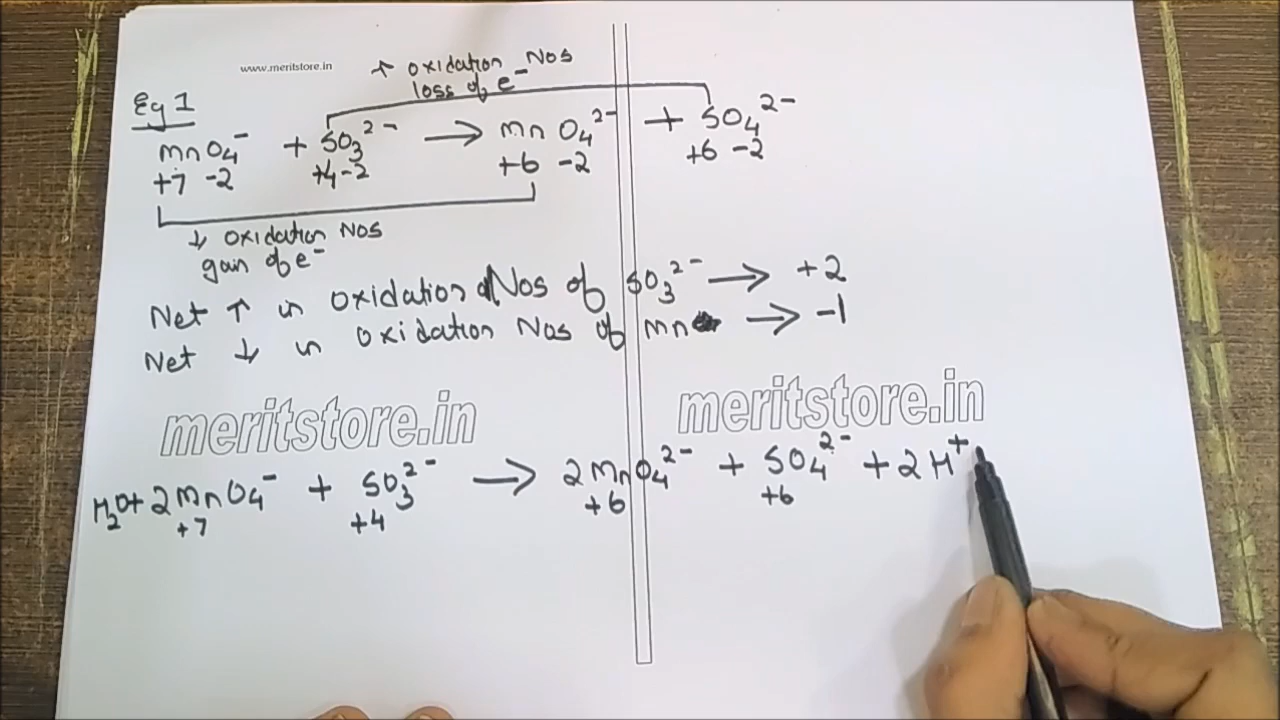 www.meritstore.in
↑ oxidation Nos
loss of e⁻
Eg 1
MnO₄⁻ + SO₃²⁻ → MnO₄²⁻ + SO₄²⁻
+7 -2 +4 -2 +6 -2 +6 -2
↓ oxidation Nos
gain of e⁻
Net ↑ in oxidation Nos of SO₃²⁻ → +2
Net ↓ in oxidation Nos of Mn → -1
meritstore.in meritstore.in
H₂O + 2MnO₄⁻ + SO₃²⁻ → 2MnO₄²⁻ + SO₄²⁻ + 2H⁺
+7 +4 +6 +6